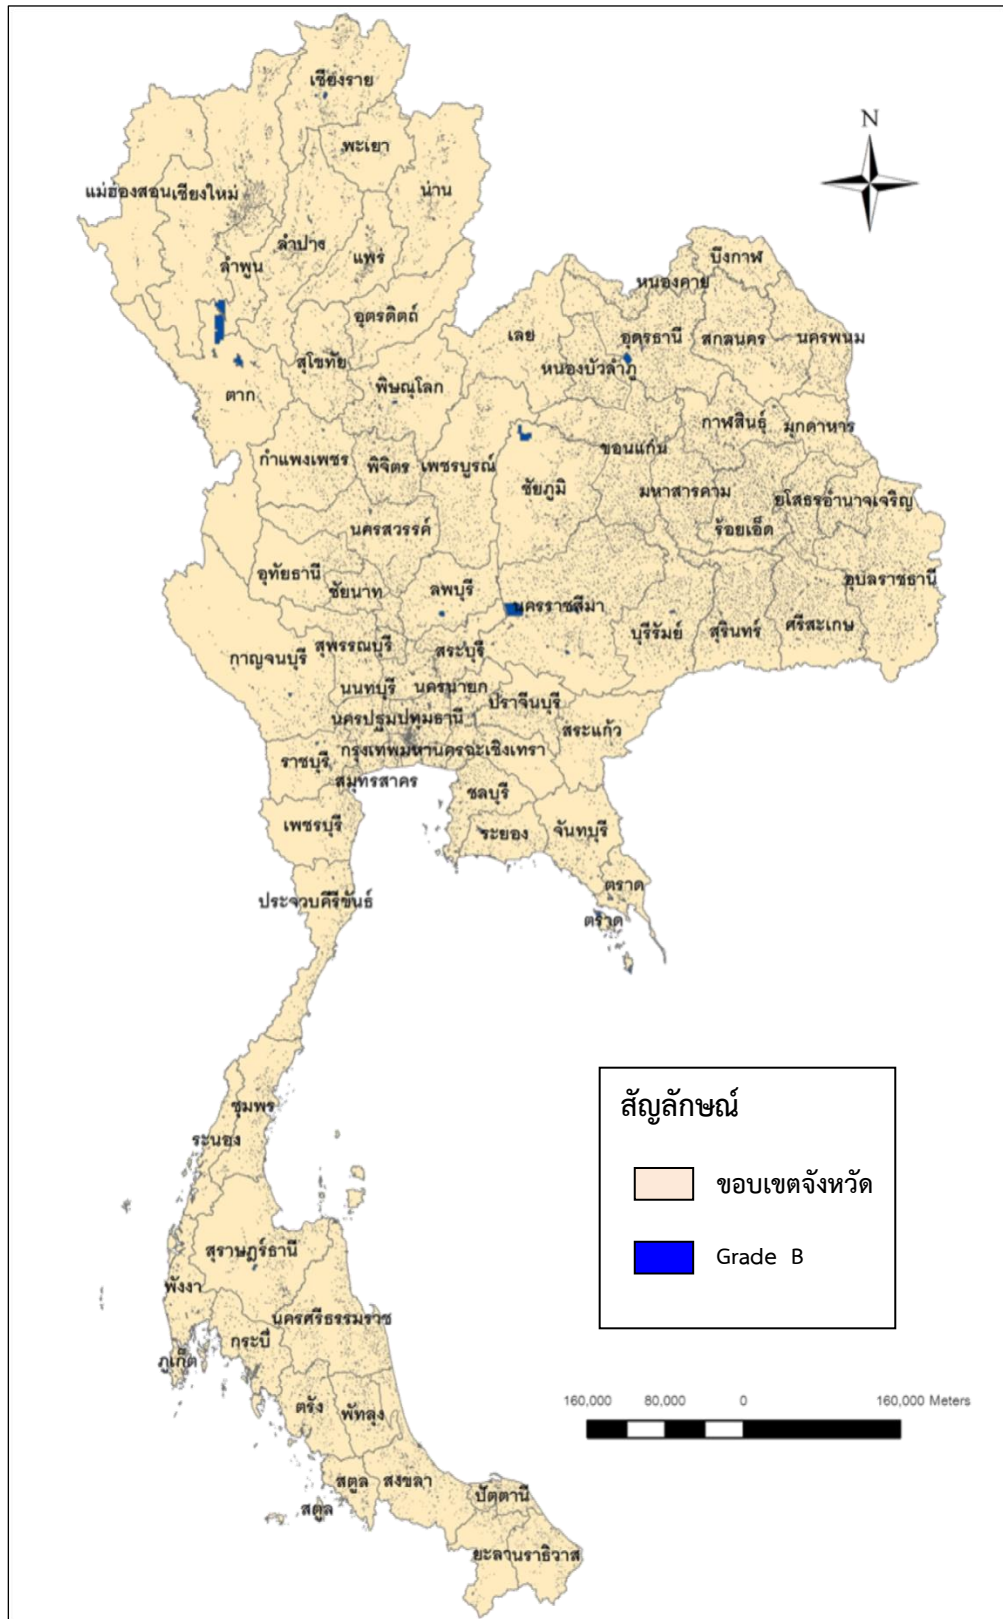 เชียงราย
N
พะเยา
แม่ฮ่องสอน
เชียงใหม่
น่าน
ลำปาง
แพร่
ลำพูน
บึงกาฬ
หนองคาย
อุตรดิตถ์
เลย
อุดรธานี
สกลนคร
นครพนม
สุโขทัย
หนองบัวลำภู
ตาก
พิษณุโลก
กาฬสินธุ์
มุกดาหาร
ขอนแก่น
กำแพงเพชร
พิจิตร
เพชรบูรณ์
ชัยภูมิ
มหาสารคาม
ยโสธร
อำนาจเจริญ
นครสวรรค์
ร้อยเอ็ด
อุทัยธานี
ชัยนาท
ลพบุรี
อุบลราชธานี
นครราชสีมา
บุรีรัมย์
สุรินทร์
ศรีสะเกษ
สุพรรณบุรี
สระบุรี
กาญจนบุรี
นนทบุรี
นครนายก
ปราจีนบุรี
นครปฐม
ปทุมธานี
สระแก้ว
กรุงเทพมหานคร
ฉะเชิงเทรา
ราชบุรี
สมุทรสาคร
ชลบุรี
เพชรบุรี
ระยอง
จันทบุรี
ตราด
ประจวบคีรีขันธ์
ตราด
ชุมพร
ระนอง
สัญลักษณ์
ขอบเขตจังหวัด
Grade B
สุราษฎร์ธานี
พังงา
นครศรีธรรมราช
กระบี่
ภูเก็ต
160,000 80,000 0 160,000 Meters
ตรัง
พัทลุง
สตูล
สงขลา
สตูล
ปัตตานี
ยะลา
นราธิวาส